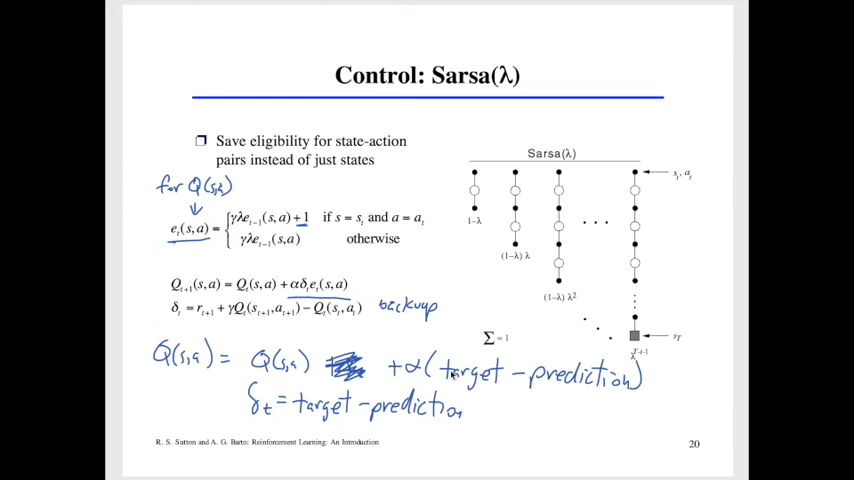 Control: Sarsa(λ)
❐ Save eligibility for state-action
pairs instead of just states
for Q(s,a)
e_t(s,a) = { γλe_{t−1}(s,a) + 1 if s = s_t and a = a_t
γλe_{t−1}(s,a) otherwise
Q_{t+1}(s,a) = Q_t(s,a) + αδ_t e_t(s,a)
δ_t = r_{t+1} + γQ_t(s_{t+1}, a_{t+1}) − Q_t(s_t, a_t) backup
Q(s,a) = Q(s,a) + α(target − prediction)
δ_t = target − prediction
Sarsa(λ)
s_t, a_t
1−λ
(1−λ) λ
(1−λ) λ²
Σ = 1
s_T
λ^{T-t-1}
R. S. Sutton and A. G. Barto: Reinforcement Learning: An Introduction
20